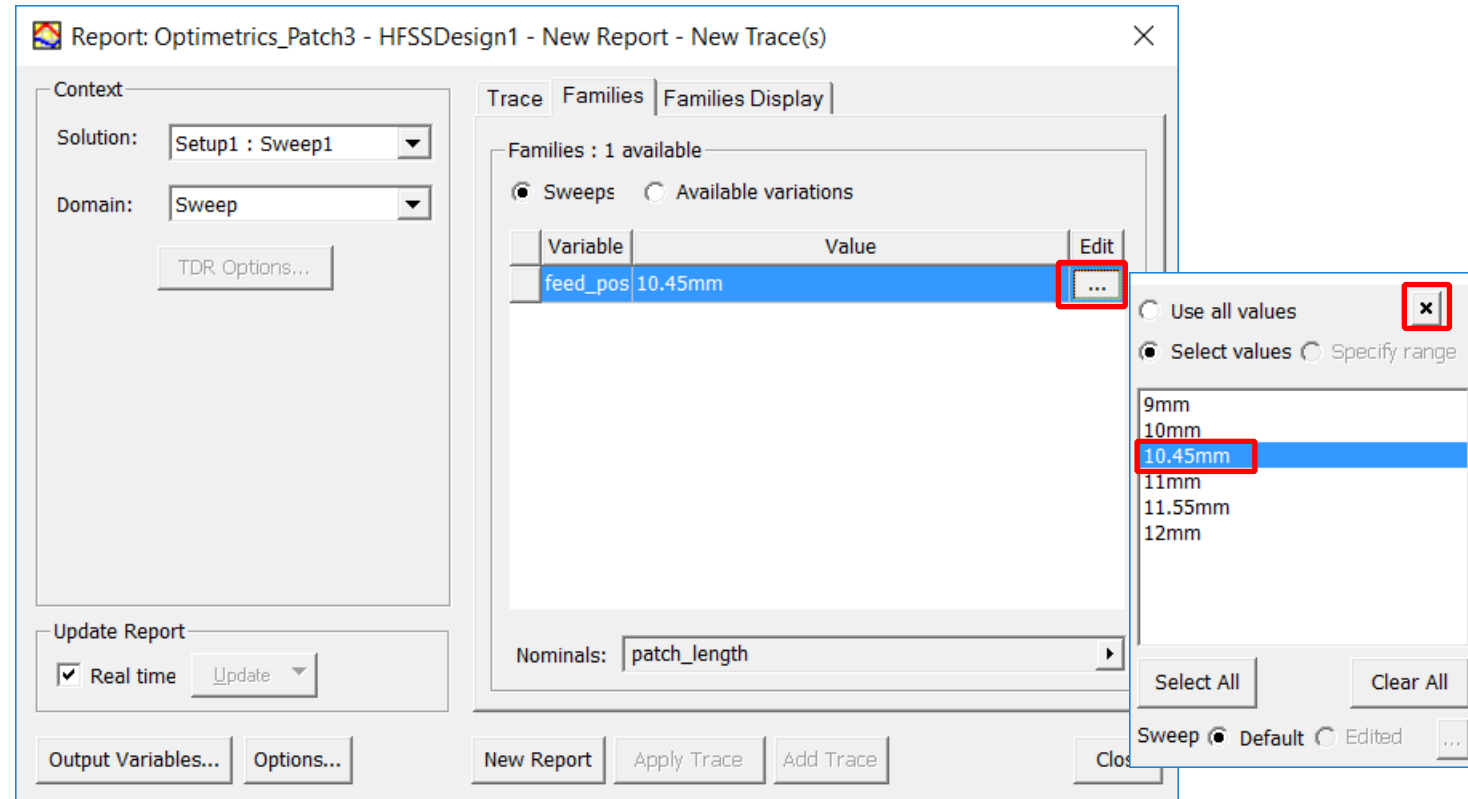 Report: Optimetrics_Patch3 - HFSSDesign1 - New Report - New Trace(s)
Context
Solution: Setup1 : Sweep1
Domain: Sweep
TDR Options...
Update Report
Real time Update
Output Variables... Options...
Trace Families Families Display
Families : 1 available
Sweeps Available variations
Variable Value Edit
feed_pos 10.45mm ...
Nominals: patch_length
New Report Apply Trace Add Trace Clos
Use all values
Select values Specify range
9mm
10mm
10.45mm
11mm
11.55mm
12mm
Select All Clear All
Sweep Default Edited ...